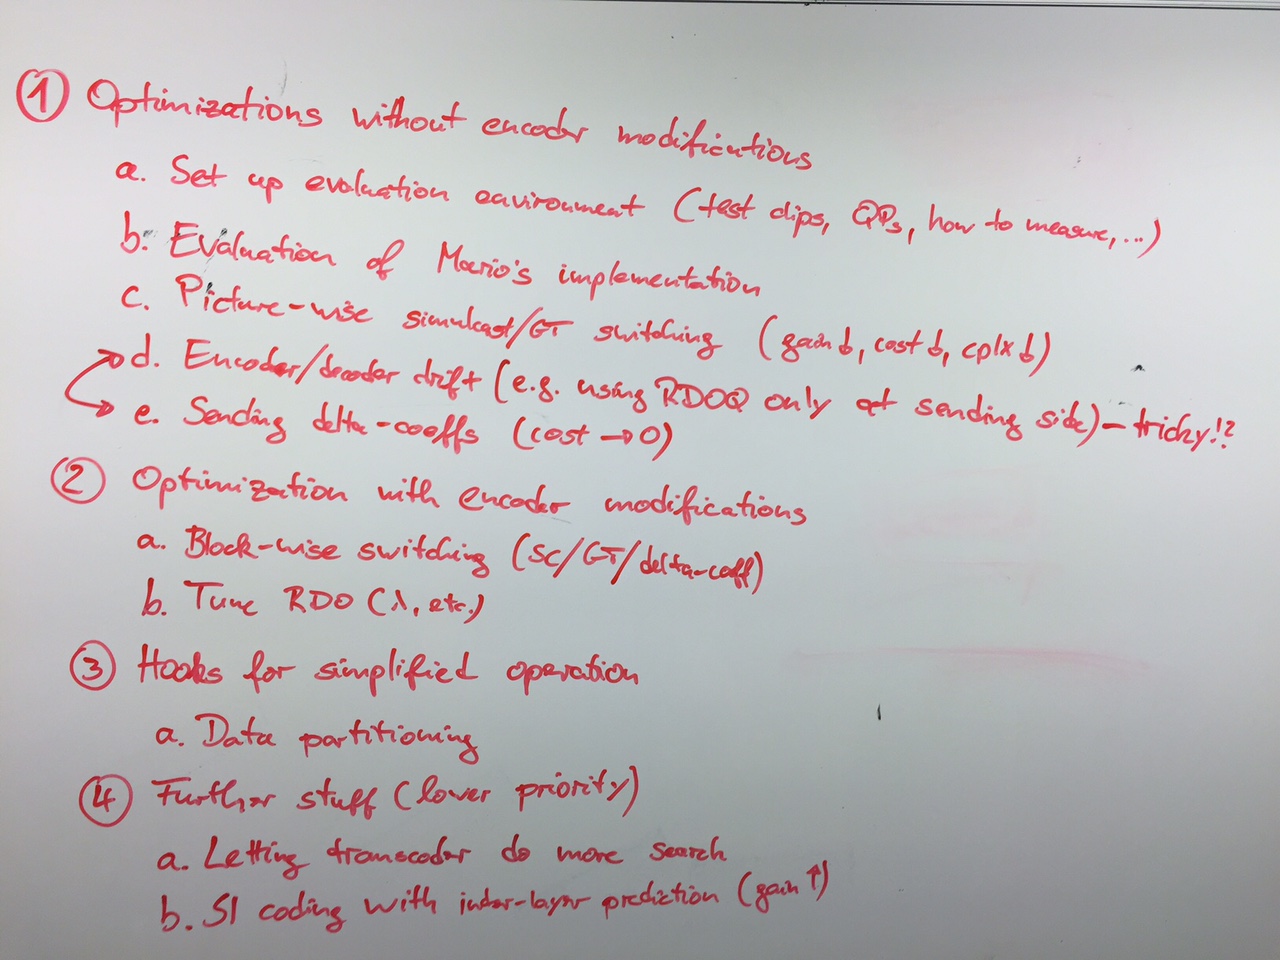 ① Optimizations without encoder modifications
a. Set up evaluation environment (test clips, QPs, how to measure, ...)
b. Evaluation of Mario's implementation
c. Picture-wise simulcast/GT switching (gain ↓, cost ↓, cplx ↓)
d. Encoder/decoder drift (e.g. using RDOQ only at sending side) – tricky!?
e. Sending delta-coeffs (cost → 0)
② Optimization with encoder modifications
a. Block-wise switching (SC/GT/delta-coeff)
b. Tune RDO (λ, etc.)
③ Hooks for simplified operation
a. Data partitioning
④ Further stuff (lower priority)
a. Letting transcoder do more search
b. SI coding with inter-layer prediction (gain ↑)